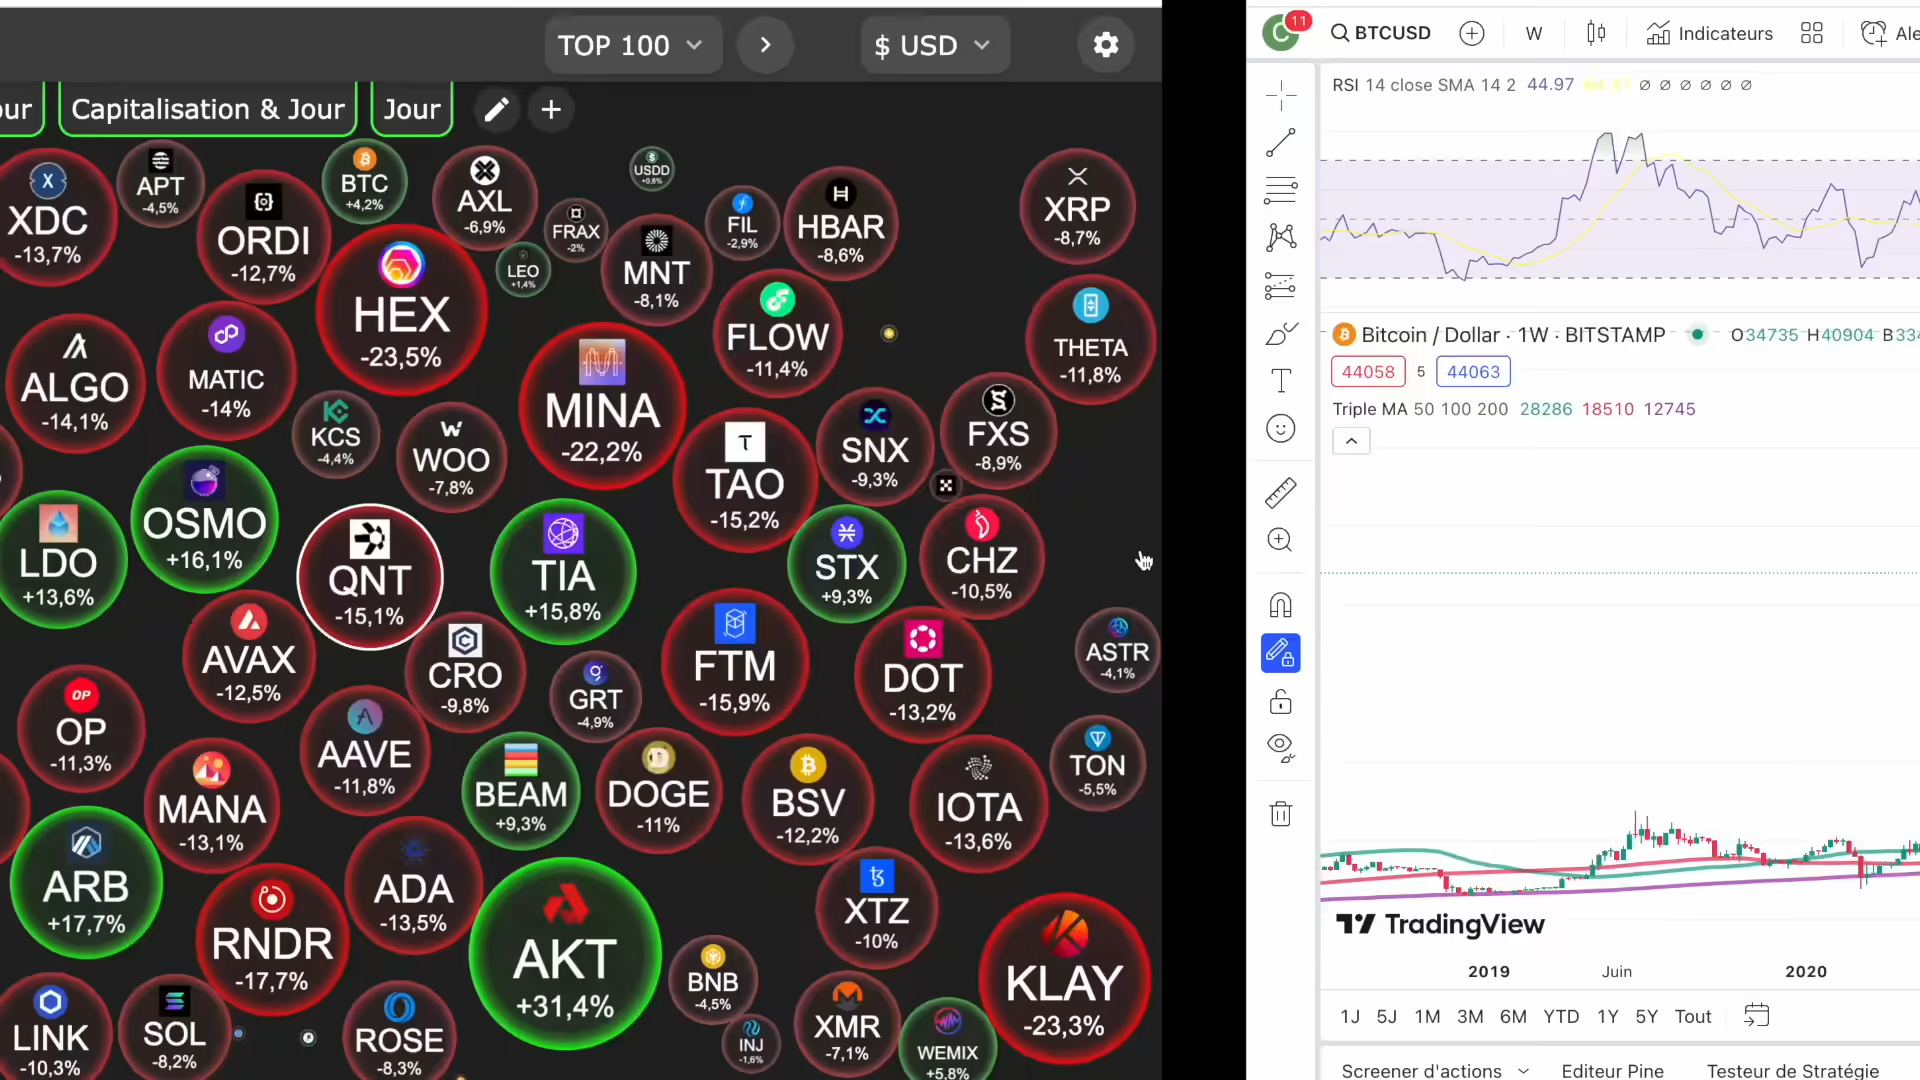 TOP 100
$ USD
our
Capitalisation & Jour
Jour
XDC
-13,7%
APT
-4,5%
ORDI
-12,7%
BTC
+4,2%
AXL
-6,9%
FRAX
-2%
LEO
+1,4%
USDD
+0.8%
MNT
-8,1%
FIL
-2,9%
HBAR
-8,6%
XRP
-8,7%
HEX
-23,5%
FLOW
-11,4%
THETA
-11,8%
ALGO
-14,1%
MATIC
-14%
KCS
-4,4%
WOO
-7,8%
MINA
-22,2%
TAO
-15,2%
SNX
-9,3%
FXS
-8,9%
LDO
+13,6%
OSMO
+16,1%
QNT
-15,1%
TIA
+15,8%
STX
+9,3%
CHZ
-10,5%
AVAX
-12,5%
CRO
-9,8%
GRT
-4,9%
FTM
-15,9%
DOT
-13,2%
ASTR
-4,1%
OP
OP
-11,3%
AAVE
-11,8%
MANA
-13,1%
BEAM
+9,3%
DOGE
-11%
BSV
-12,2%
IOTA
-13,6%
TON
-5,5%
ARB
+17,7%
ADA
-13,5%
RNDR
-17,7%
AKT
+31,4%
XTZ
-10%
KLAY
-23,3%
BNB
-4,5%
LINK
-10,3%
SOL
-8,2%
ROSE
-8,3%
INJ
-1,6%
XMR
-7,1%
WEMIX
+5,8%
C
11
BTCUSD
W
Indicateurs
Ale
RSI 14 close SMA 14 2 44.97
Bitcoin / Dollar · 1W · BITSTAMP
O34735 H40904 B334
44058 5 44063
Triple MA 50 100 200 28286 18510 12745
TradingView
2019 Juin 2020
1J 5J 1M 3M 6M YTD 1Y 5Y Tout
Screener d'actions
Editeur Pine
Testeur de Stratégie